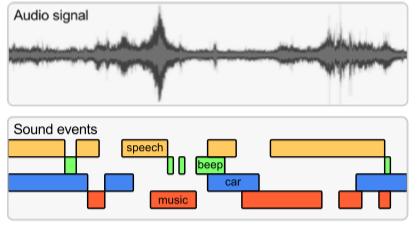 Audio signal
Sound events
speech
beep
car
music